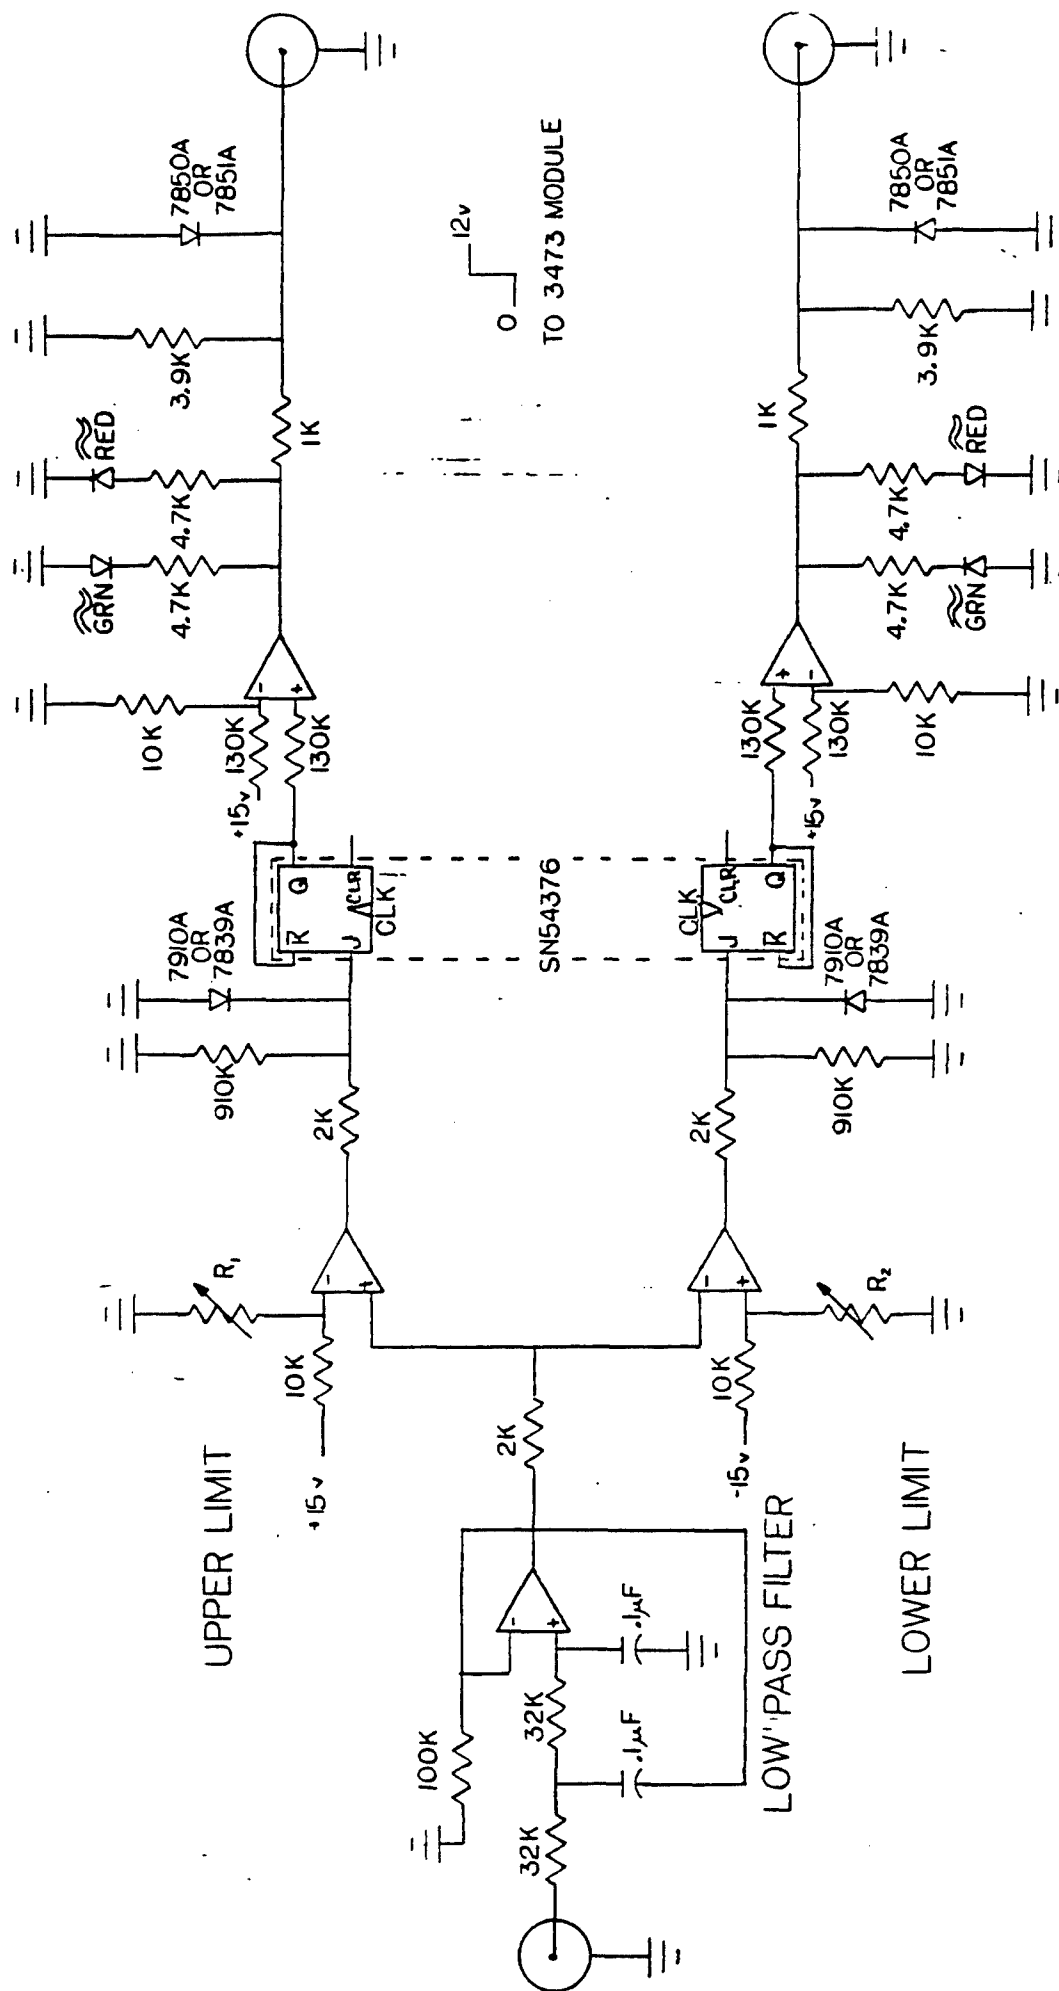 UPPER LIMIT
+15v
10K
R₁
2K
910K
7910A
OR
7839A
K̅
J
Q
CLR
CLK
+15v
130K
130K
10K
-
+
4.7K
GRN
4.7K
RED
1K
3.9K
7850A
OR
7851A
-
+
100K
32K
32K
.1µF
.1µF
-
+
2K
LOW PASS FILTER
SN54376
0
12v
TO 3473 MODULE
LOWER LIMIT
-15v
10K
R₂
-
+
2K
910K
7910A
OR
7839A
CLK
J
K̅
CLR
Q
130K
130K
+15v
10K
+
-
4.7K
GRN
4.7K
RED
1K
3.9K
7850A
OR
7851A